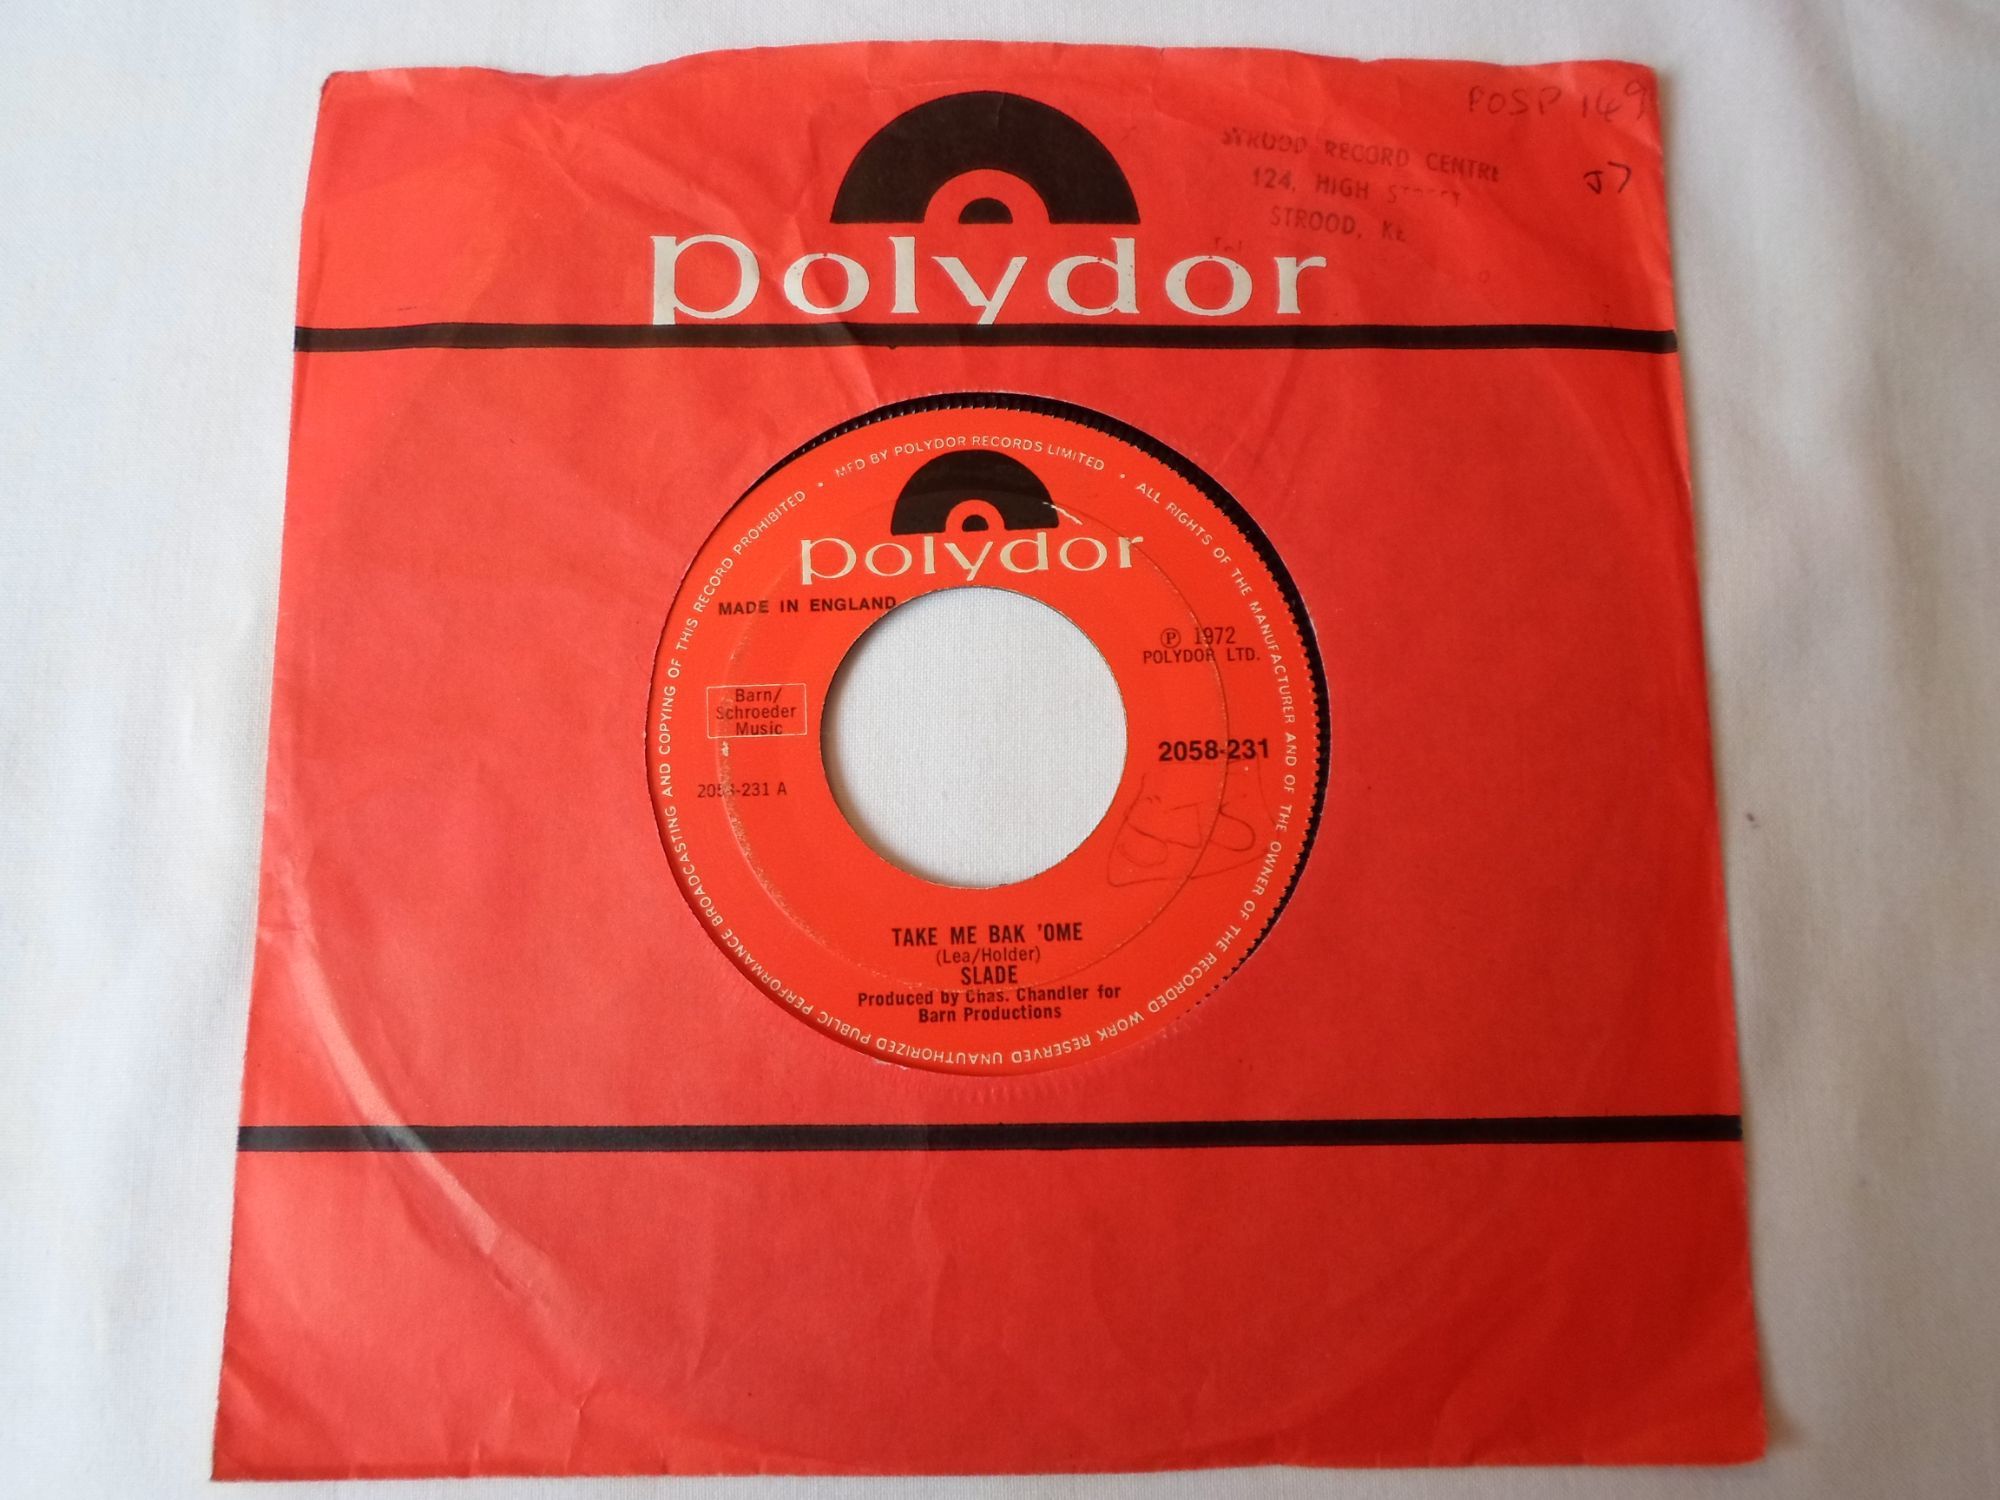 POSP 149
J7
STROOD RECORD CENTRE
124, HIGH STREET
STROOD,
polydor
MFD BY POLYDOR RECORDS LIMITED • ALL RIGHTS OF THE MANUFACTURER AND OF THE OWNER OF THE RECORDED WORK RESERVED UNAUTHORIZED PUBLIC PERFORMANCE BROADCASTING AND COPYING OF THIS RECORD PROHIBITED •
polydor
MADE IN ENGLAND
℗ 1972
POLYDOR LTD.
Barn/
Schroeder
Music
2058-231
2058-231 A
TAKE ME BAK 'OME
(Lea/Holder)
SLADE
Produced by Chas. Chandler for
Barn Productions